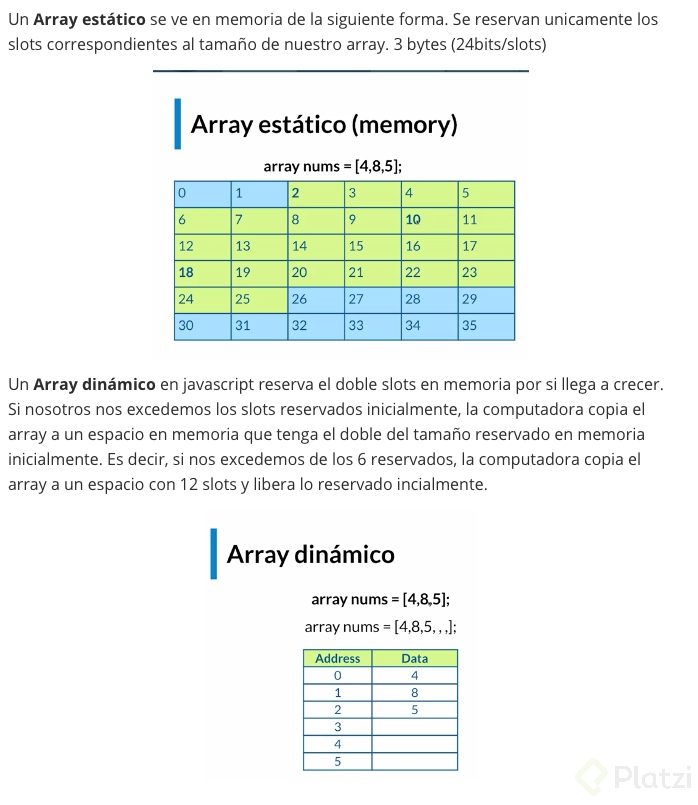 Un Array estático se ve en memoria de la siguiente forma. Se reservan unicamente los
slots correspondientes al tamaño de nuestro array. 3 bytes (24bits/slots)
Array estático (memory)
array nums = [4,8,5];
0 1 2 3 4 5
6 7 8 9 10 11
12 13 14 15 16 17
18 19 20 21 22 23
24 25 26 27 28 29
30 31 32 33 34 35
Un Array dinámico en javascript reserva el doble slots en memoria por si llega a crecer.
Si nosotros nos excedemos los slots reservados inicialmente, la computadora copia el
array a un espacio en memoria que tenga el doble del tamaño reservado en memoria
inicialmente. Es decir, si nos excedemos de los 6 reservados, la computadora copia el
array a un espacio con 12 slots y libera lo reservado incialmente.
Array dinámico
array nums = [4,8,5];
array nums = [4,8,5, , ,];
Address Data
0 4
1 8
2 5
3
4
5
Platzi